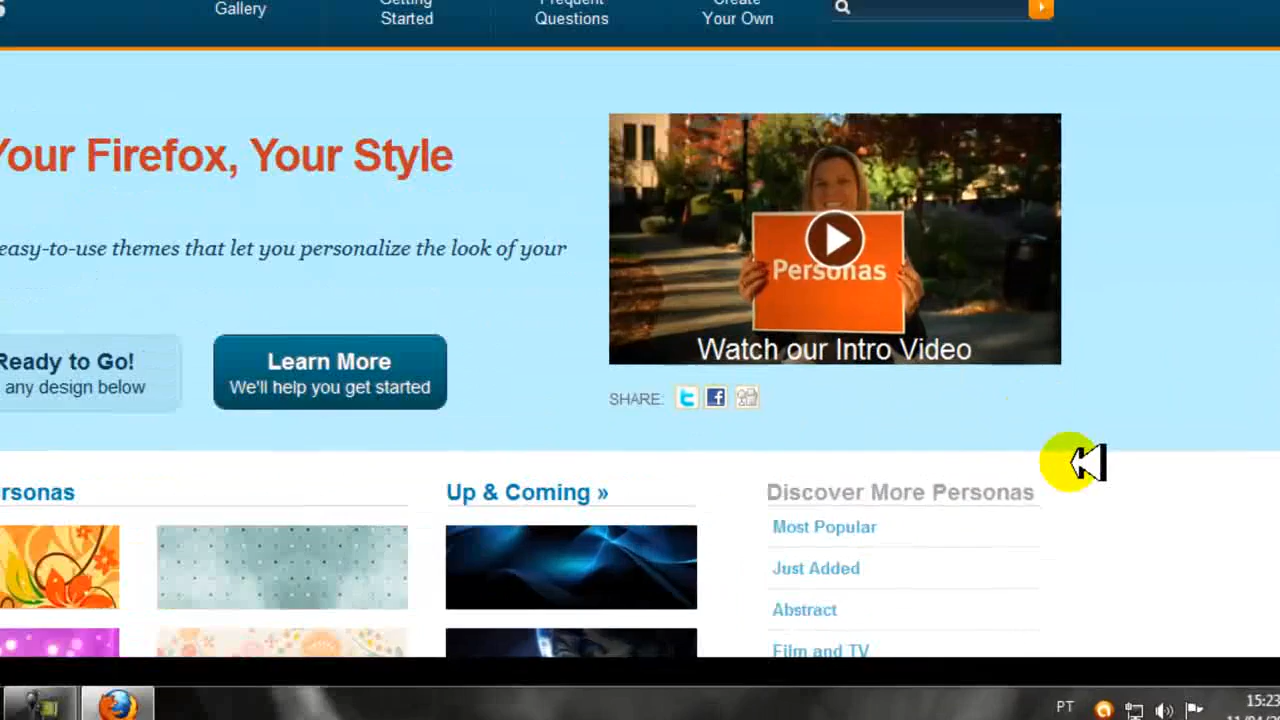 Gallery
Getting
Started
Frequent
Questions
Create
Your Own
Your Firefox, Your Style
easy-to-use themes that let you personalize the look of your
Personas
Watch our Intro Video
Ready to Go!
any design below
Learn More
We'll help you get started
SHARE:
rsonas
Up & Coming »
Discover More Personas
Most Popular
Just Added
Abstract
Film and TV
PT
15:23